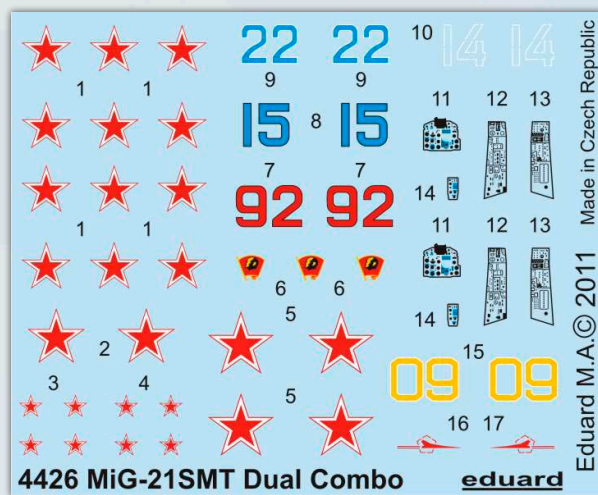 22 22 10 14 14
1 1 9 9
15 8 15 11 12 13
7 7
92 92 14
1 1 11 12 13
6 6
5 14
2
15
09 09
3 4 5
16 17
4426 MiG-21SMT Dual Combo eduard
Eduard M.A.© 2011 Made in Czech Republic